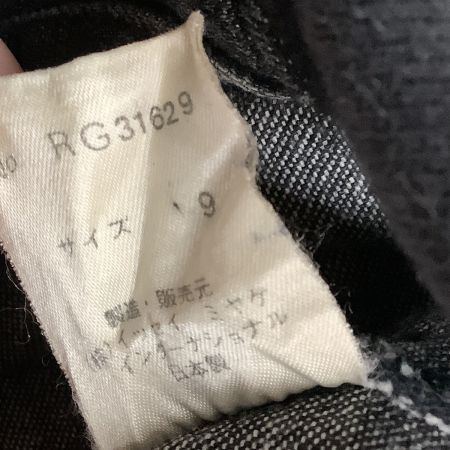 RG31629
サイズ 9
製造・販売元
(株)イッセイ ミヤケ
インターナショナル
日本製